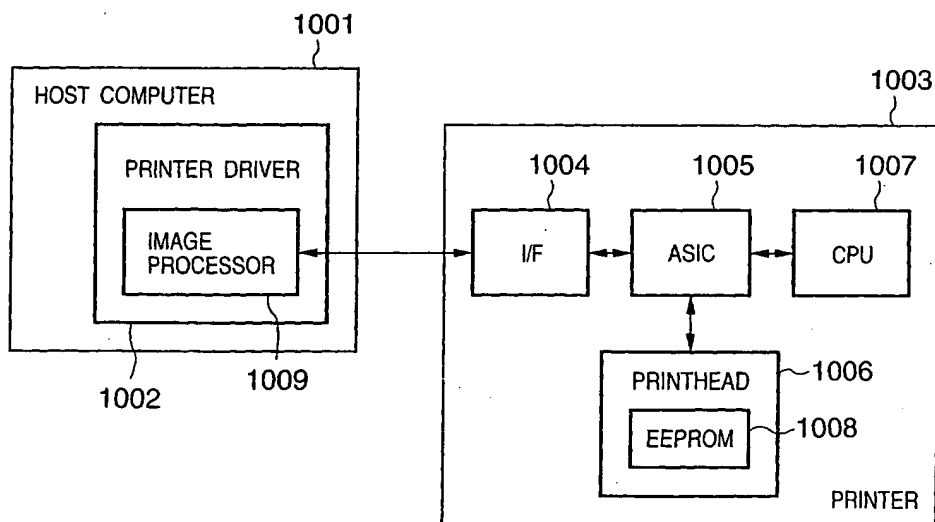 1001
HOST COMPUTER
PRINTER DRIVER
IMAGE
PROCESSOR
1009
1002
1003
1004
1005
1007
I/F
ASIC
CPU
PRINTHEAD
1006
EEPROM
1008
PRINTER